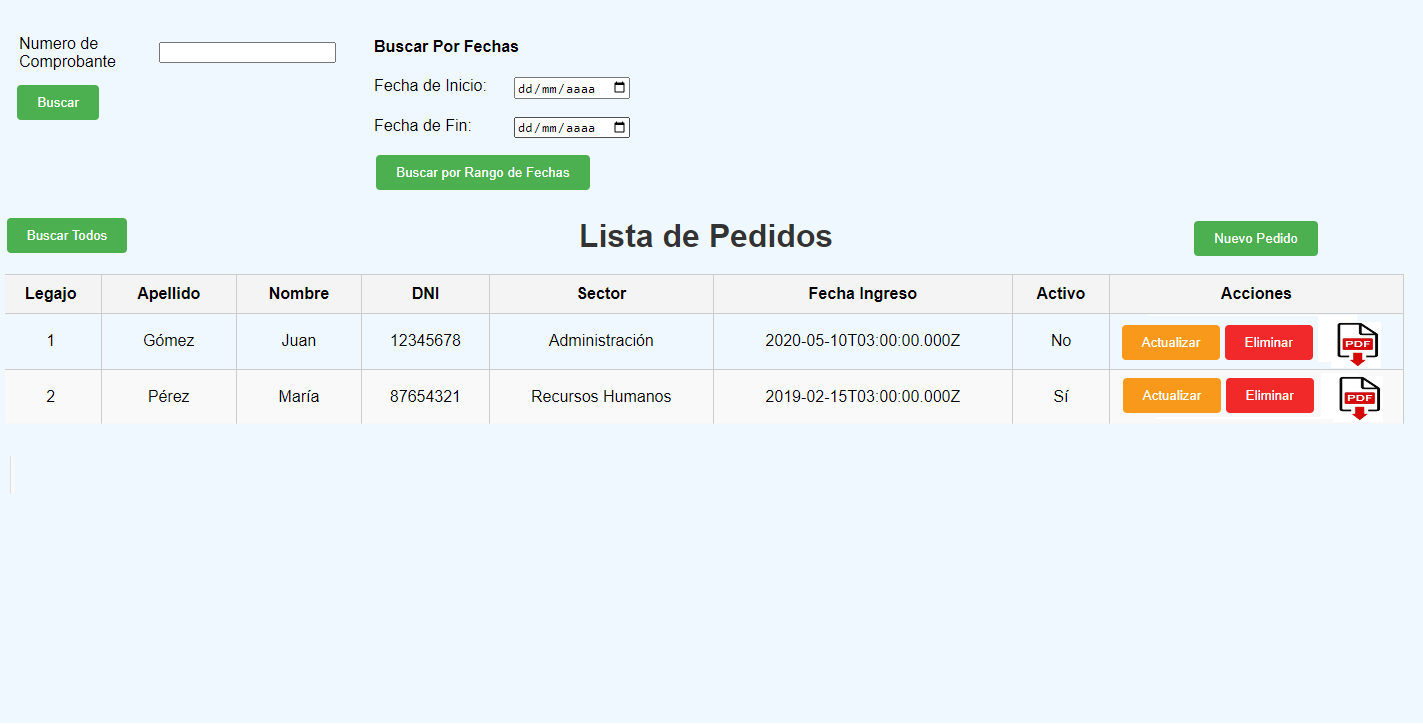 Numero de
Comprobante
Buscar
Buscar Por Fechas
Fecha de Inicio: dd/mm/aaaa
Fecha de Fin: dd/mm/aaaa
Buscar por Rango de Fechas
Buscar Todos Lista de Pedidos Nuevo Pedido
Legajo Apellido Nombre DNI Sector Fecha Ingreso Activo Acciones
1 Gómez Juan 12345678 Administración 2020-05-10T03:00:00.000Z No Actualizar Eliminar PDF
2 Pérez María 87654321 Recursos Humanos 2019-02-15T03:00:00.000Z Sí Actualizar Eliminar PDF